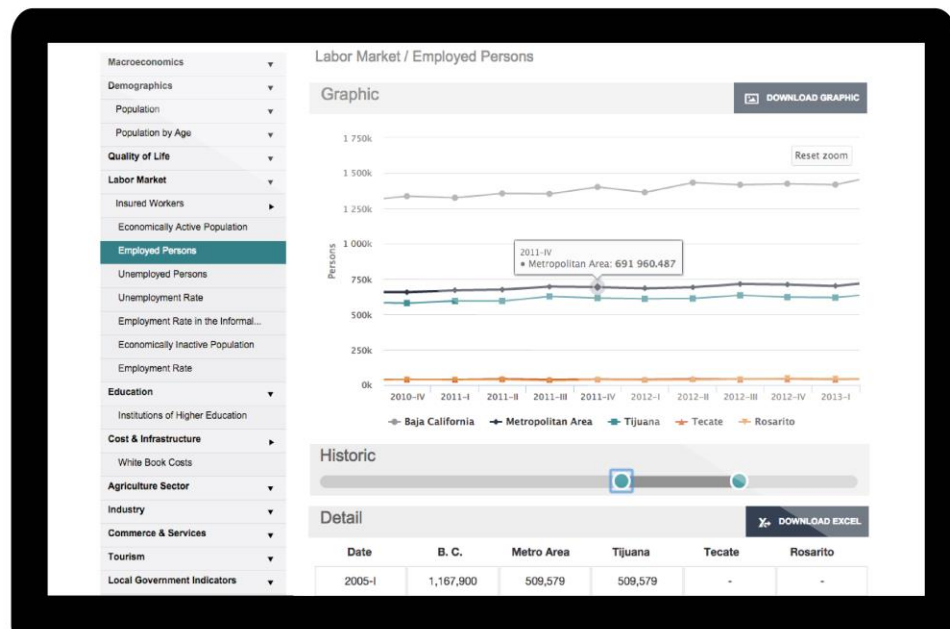 Macroeconomics
Demographics
Population
Population by Age
Quality of Life
Labor Market
Insured Workers
Economically Active Population
Employed Persons
Unemployed Persons
Unemployment Rate
Employment Rate in the Informal...
Economically Inactive Population
Employment Rate
Education
Institutions of Higher Education
Cost & Infrastructure
White Book Costs
Agriculture Sector
Industry
Commerce & Services
Tourism
Local Government Indicators
Labor Market / Employed Persons
Graphic
DOWNLOAD GRAPHIC
Reset zoom
Persons
1 750k
1 500k
1 250k
1 000k
750k
500k
250k
0k
2011-IV
Metropolitan Area: 691 960.487
2010-IV 2011-I 2011-II 2011-III 2011-IV 2012-I 2012-II 2012-III 2012-IV 2013-I
Baja California Metropolitan Area Tijuana Tecate Rosarito
Historic
Detail
DOWNLOAD EXCEL
Date B. C. Metro Area Tijuana Tecate Rosarito
2005-I 1,167,900 509,579 509,579 - -